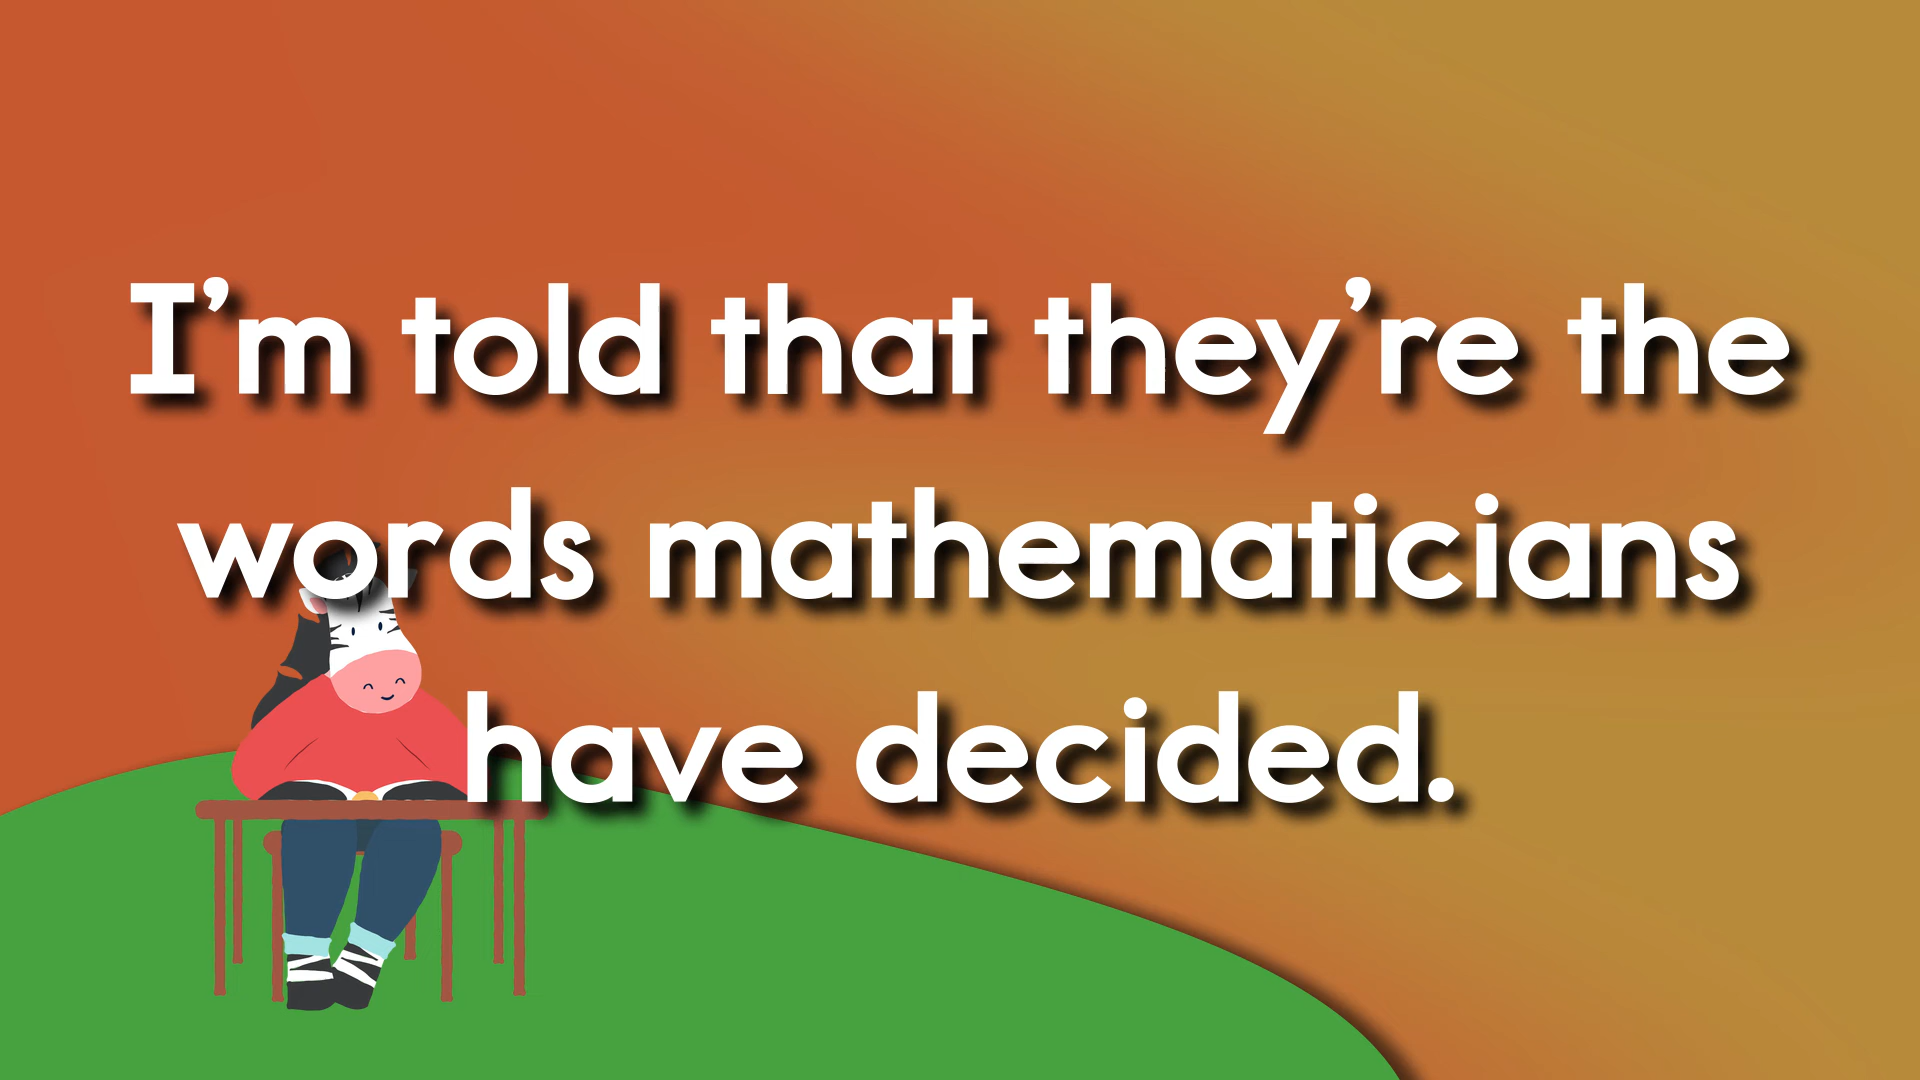 I’m told that they’re the
words mathematicians
have decided.